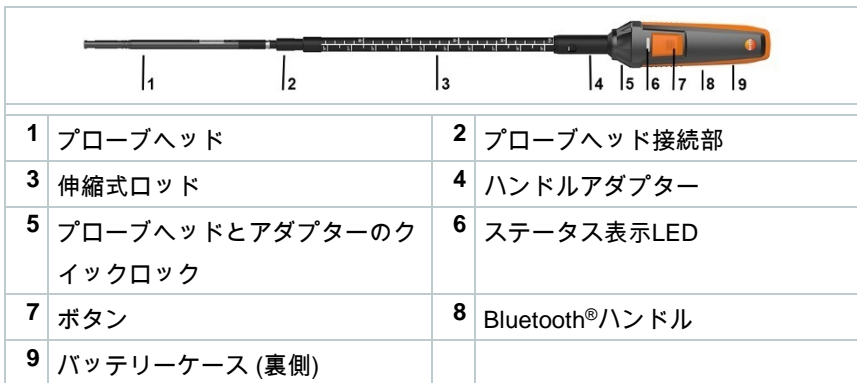 1 2 3 4 5 6 7 8 9
1 プローブヘッド
2 プローブヘッド接続部
3 伸縮式ロッド
4 ハンドルアダプター
5 プローブヘッドとアダプターのク
イックロック
6 ステータス表示LED
7 ボタン
8 Bluetooth®ハンドル
9 バッテリーケース (裏側)